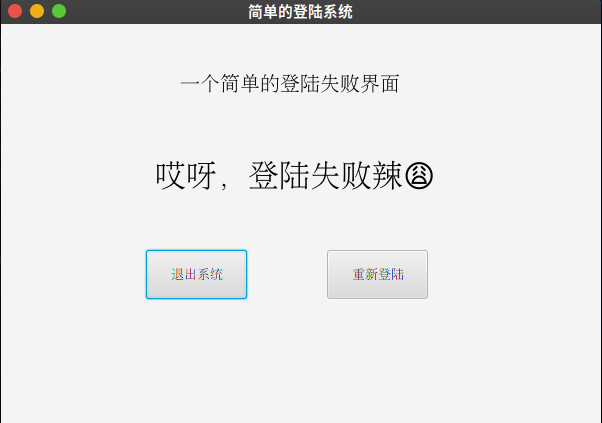 简单的登陆系统
一个简单的登陆失败界面
哎呀，登陆失败辣😩
退出系统
重新登陆